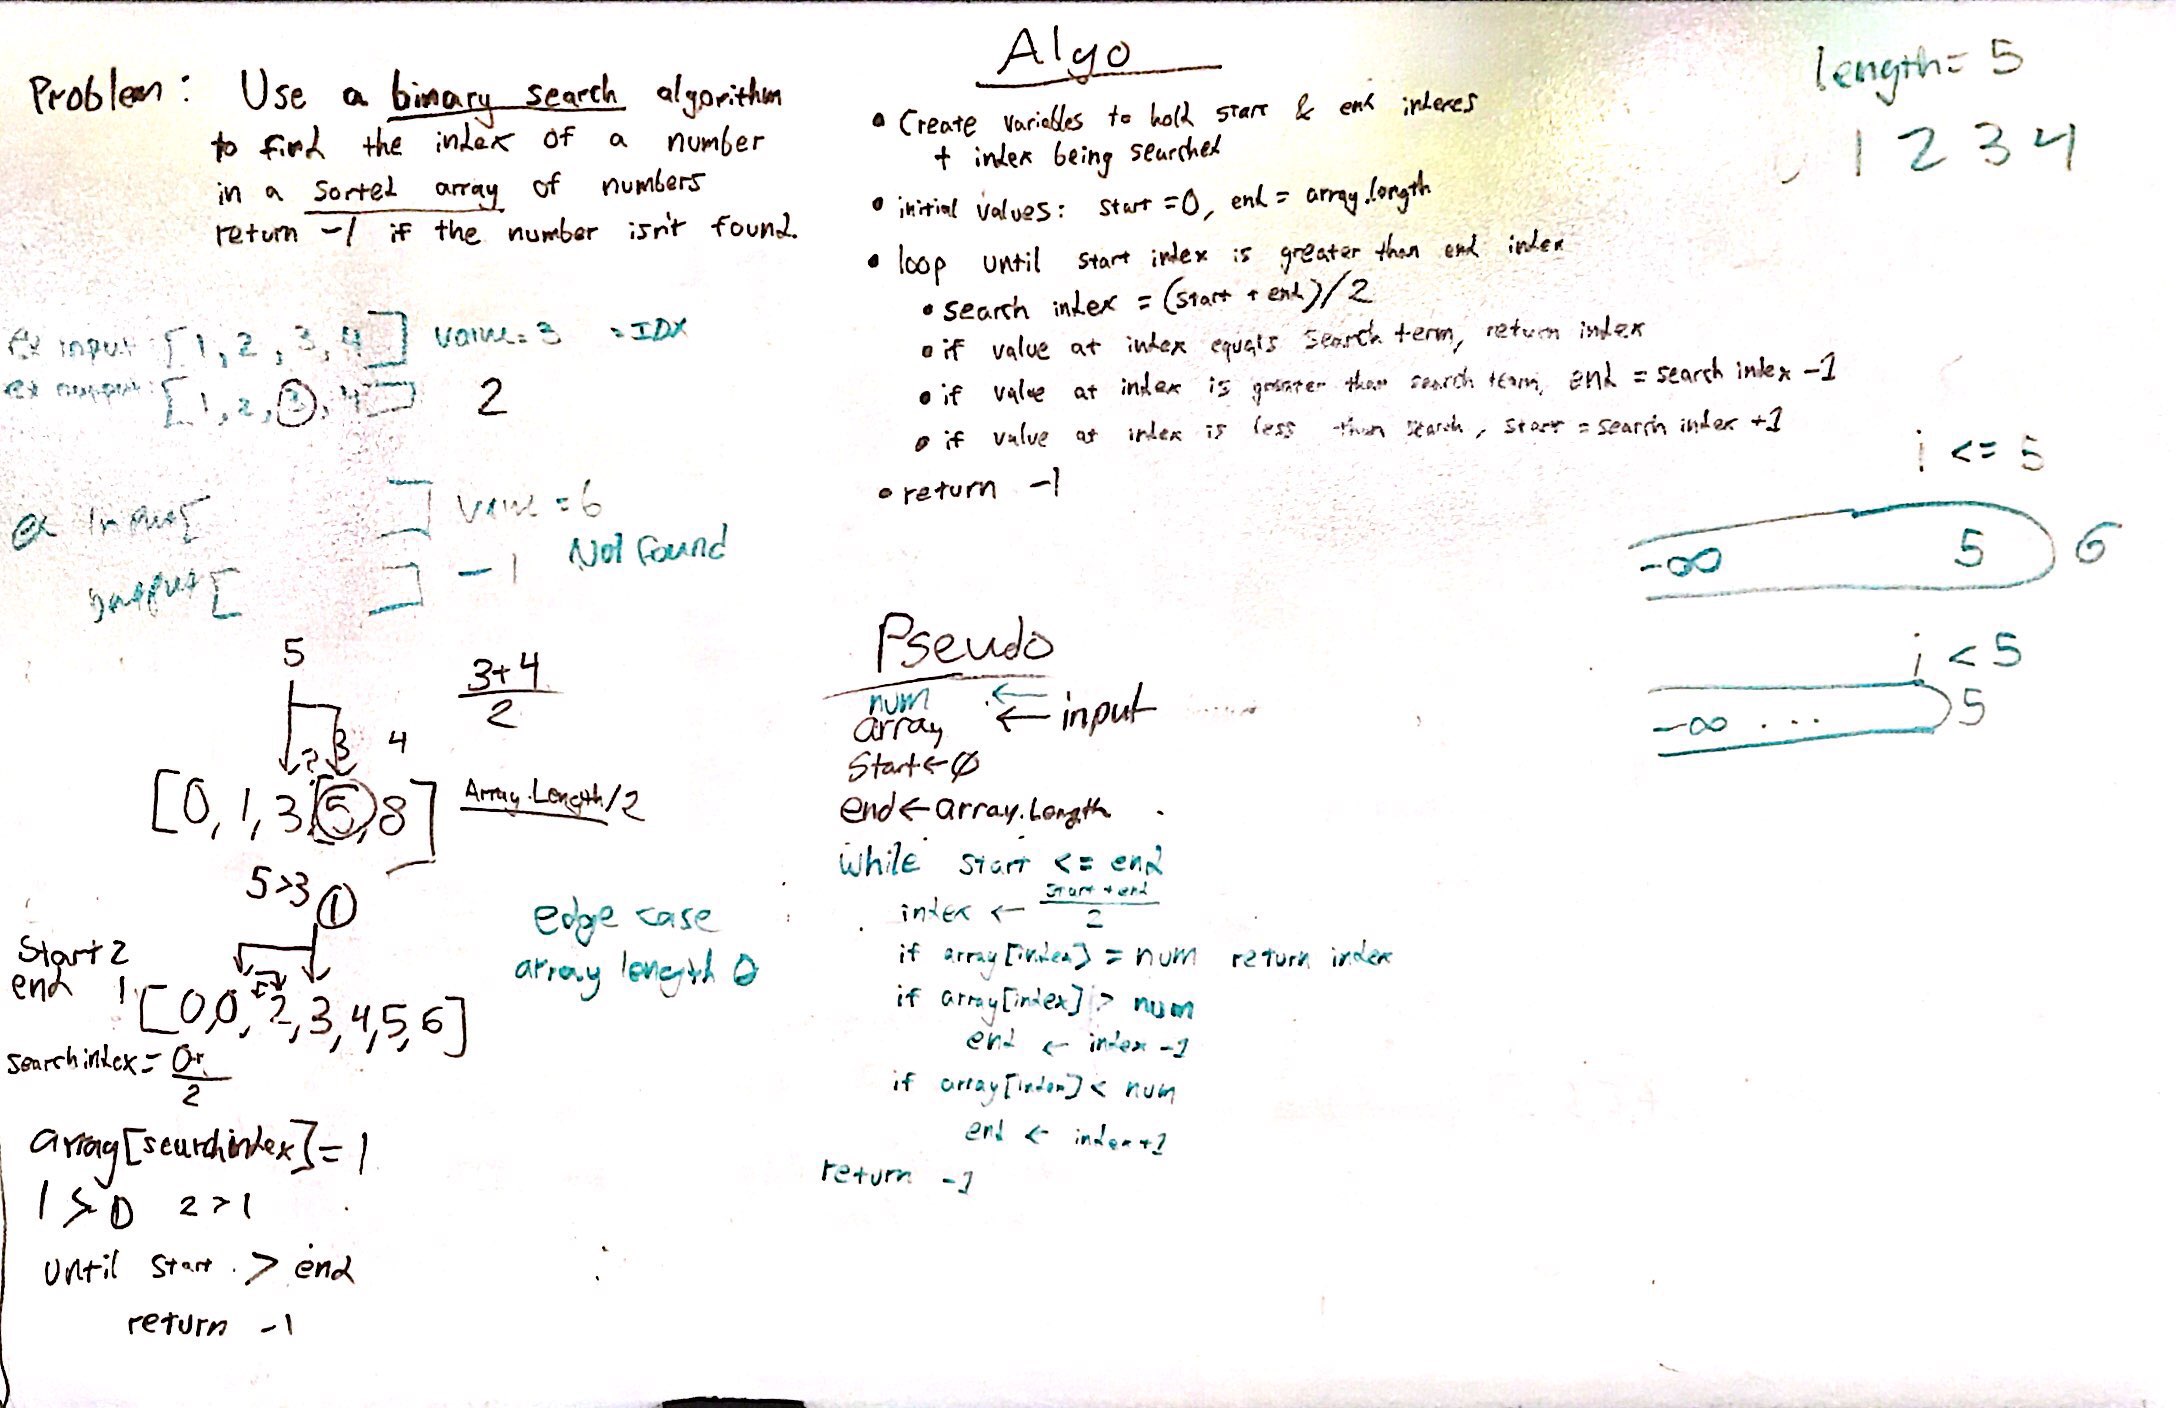 Problem: Use a binary search algorithm
to find the index of a number
in a sorted array of numbers
return -1 if the number isn't found.
ex input: [1, 2, 3, 4] value = 3 = IDX
[1, 2, 3, 4] 2
ex Input [ ] value = 6
Not found
output [ ] -1
5
3+4
2
2 3 4
[0, 1, 3, 5, 8]
Array.Length/2
5>3
1
Start 2
end 1
[0,0, 2, 3, 4, 5, 6]
searchindex = 0+
2
edge case
array length 0
array[searchindex] = 1
2 > 1
until start > end
return -1
Algo
• Create variables to hold start & end indexes
+ index being searched
• initial values: start = 0, end = array.length
• loop until start index is greater than end index
• search index = (start + end)/2
• if value at index equals search term, return index
• if value at index is greater than search term, end = search index -1
• if value at index is less than search, start = search index +1
• return -1
Pseudo
num ←
array ← input
Start ← 0
end ← array.Length
while start <= end
index ← start + end
2
if array[index] = num return index
if array[index] > num
end ← index -1
if array[index] < num
end ← index+1
return -1
length = 5
1 2 3 4
i <= 5
-∞ 5 6
i < 5
-∞ ... 5